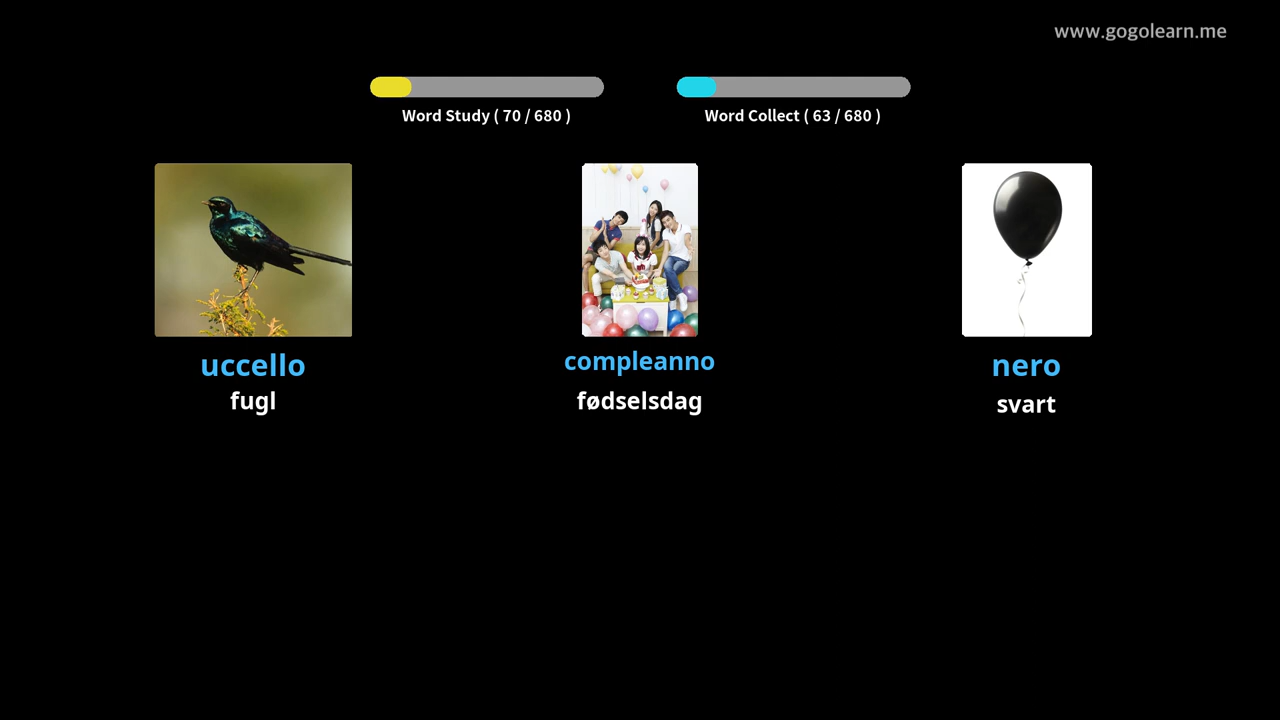 www.gogolearn.me
Word Study ( 70 / 680 )
Word Collect ( 63 / 680 )
uccello
fugl
compleanno
fødselsdag
nero
svart